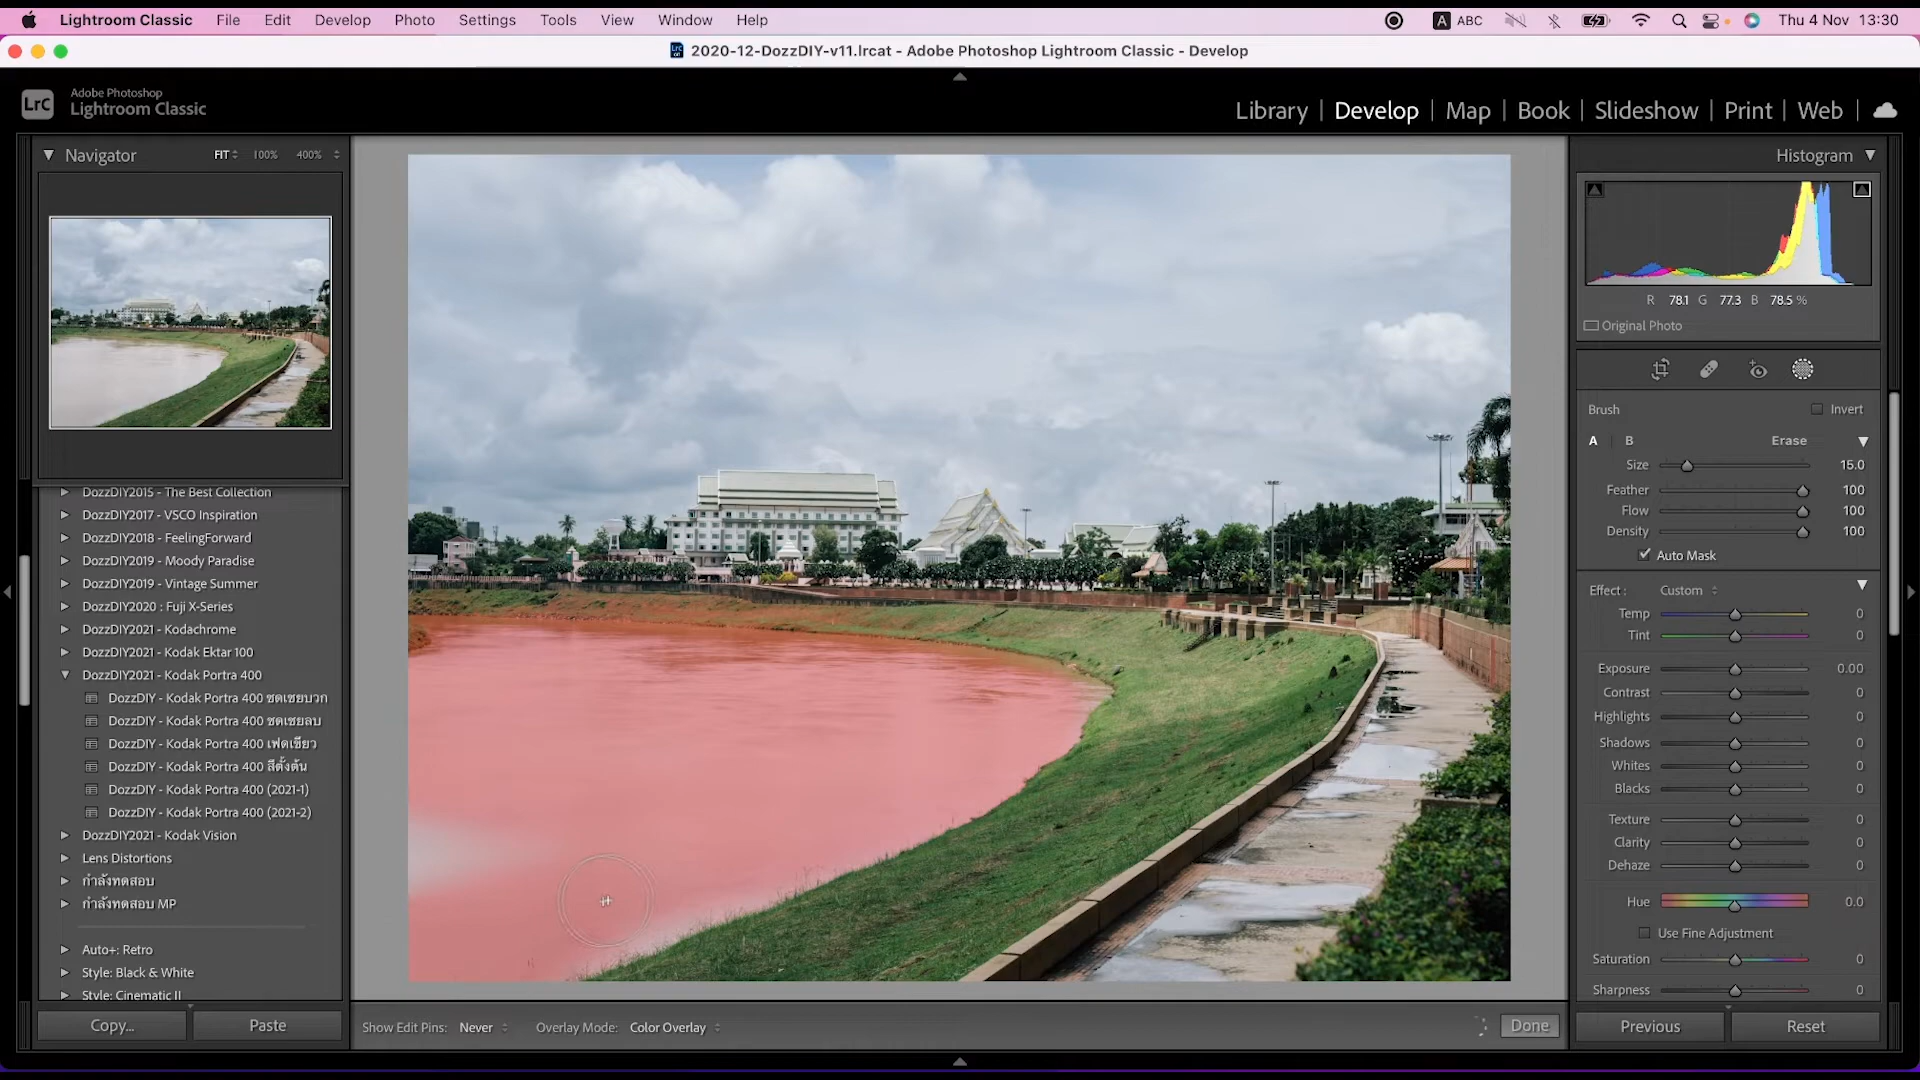 Lightroom Classic File Edit Develop Photo Settings Tools View Window Help A ABC Thu 4 Nov 13:30
2020-12-DozzDIY-v11.lrcat - Adobe Photoshop Lightroom Classic - Develop
LrC Adobe Photoshop
Lightroom Classic
Library | Develop | Map | Book | Slideshow | Print | Web
Navigator FIT 100% 400%
DozzDIY2015 - The Best Collection
DozzDIY2017 - VSCO Inspiration
DozzDIY2018 - FeelingForward
DozzDIY2019 - Moody Paradise
DozzDIY2019 - Vintage Summer
DozzDIY2020 : Fuji X-Series
DozzDIY2021 - Kodachrome
DozzDIY2021 - Kodak Ektar 100
DozzDIY2021 - Kodak Portra 400
DozzDIY - Kodak Portra 400 ชดเชยบวก
DozzDIY - Kodak Portra 400 ชดเชยลบ
DozzDIY - Kodak Portra 400 เฟดเขียว
DozzDIY - Kodak Portra 400 สีตั้งต้น
DozzDIY - Kodak Portra 400 (2021-1)
DozzDIY - Kodak Portra 400 (2021-2)
DozzDIY2021 - Kodak Vision
Lens Distortions
กำลังทดสอบ
กำลังทดสอบ MP
Auto+: Retro
Style: Black & White
Style: Cinematic II
Copy... Paste
Show Edit Pins: Never Overlay Mode: Color Overlay Done
Histogram
R 78.1 G 77.3 B 78.5 %
Original Photo
Brush Invert
A B Erase
Size 15.0
Feather 100
Flow 100
Density 100
Auto Mask
Effect : Custom
Temp 0
Tint 0
Exposure 0.00
Contrast 0
Highlights 0
Shadows 0
Whites 0
Blacks 0
Texture 0
Clarity 0
Dehaze 0
Hue 0.0
Use Fine Adjustment
Saturation 0
Sharpness 0
Previous Reset